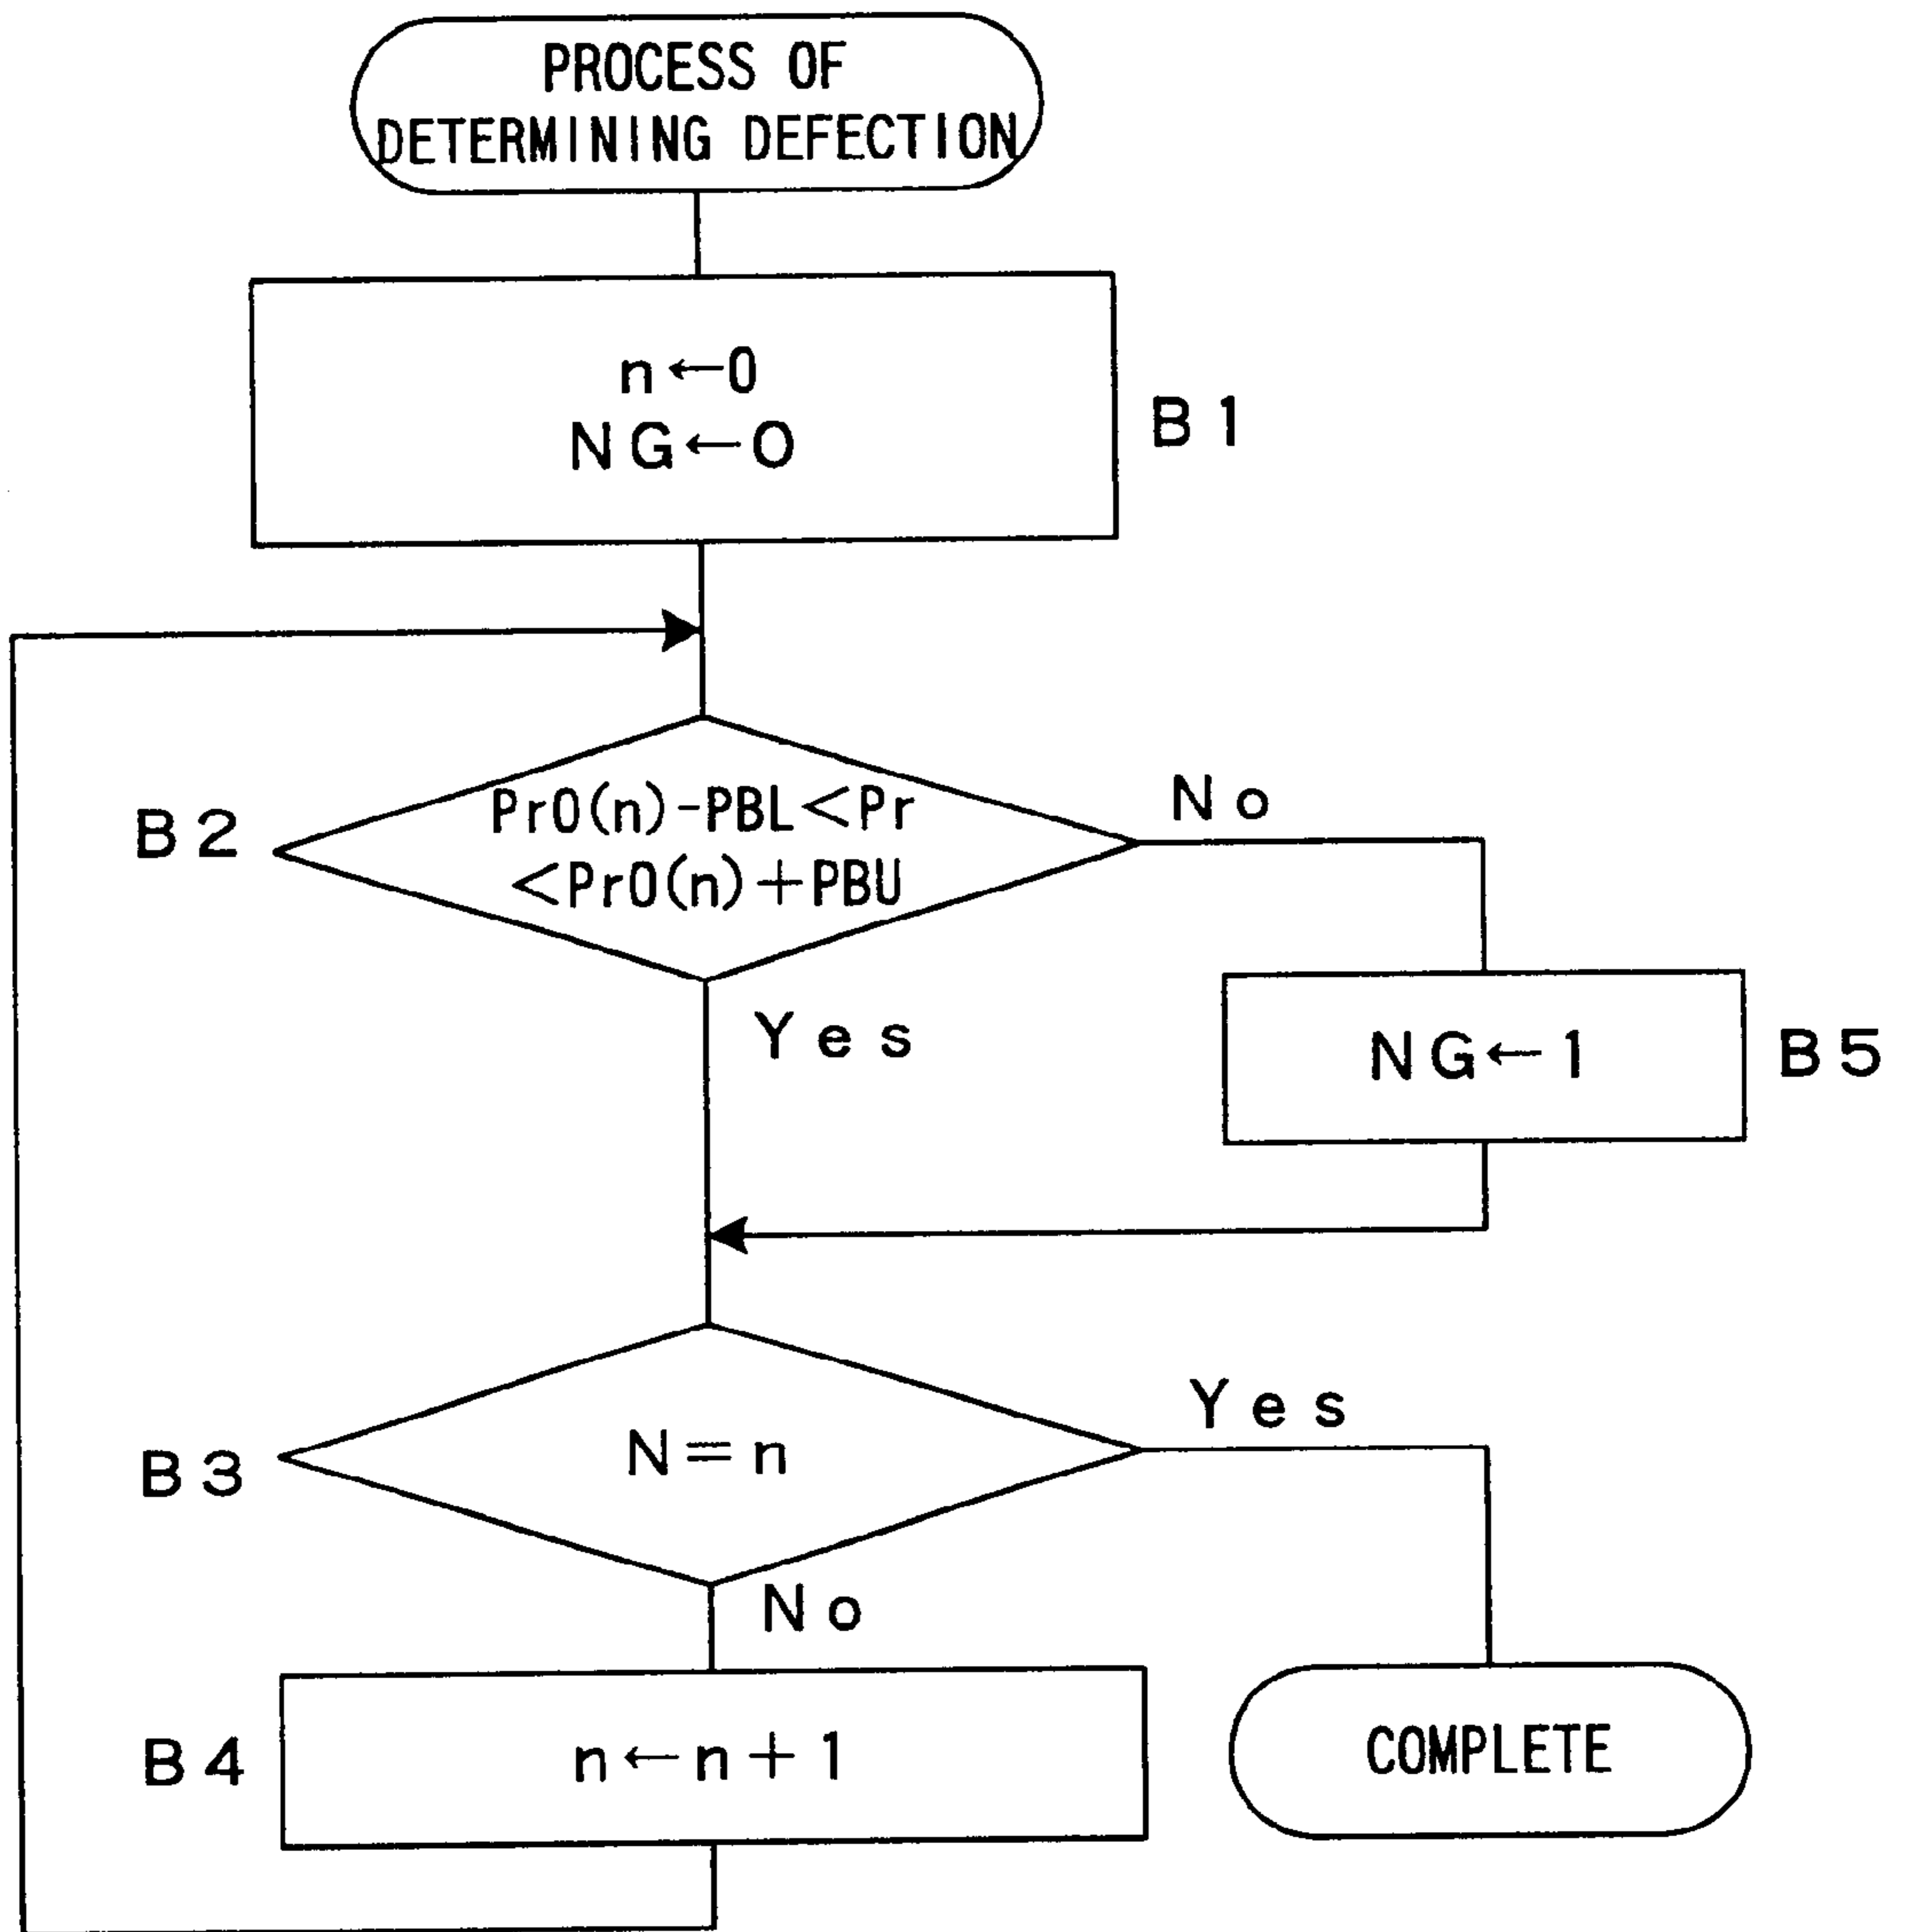 PROCESS OF
DETERMINING DEFECTION
n←0
NG←0
B1
Pr0(n)-PBL<Pr
<Pr0(n)+PBU
B2
No
Yes
NG←1
B5
N=n
B3
Yes
No
n←n+1
B4
COMPLETE